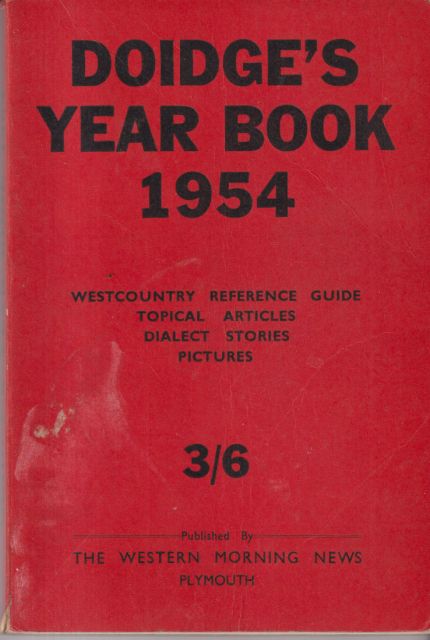 DOIDGE'S
YEAR BOOK
1954
WESTCOUNTRY REFERENCE GUIDE
TOPICAL ARTICLES
DIALECT STORIES
PICTURES
3/6
Published By
THE WESTERN MORNING NEWS
PLYMOUTH